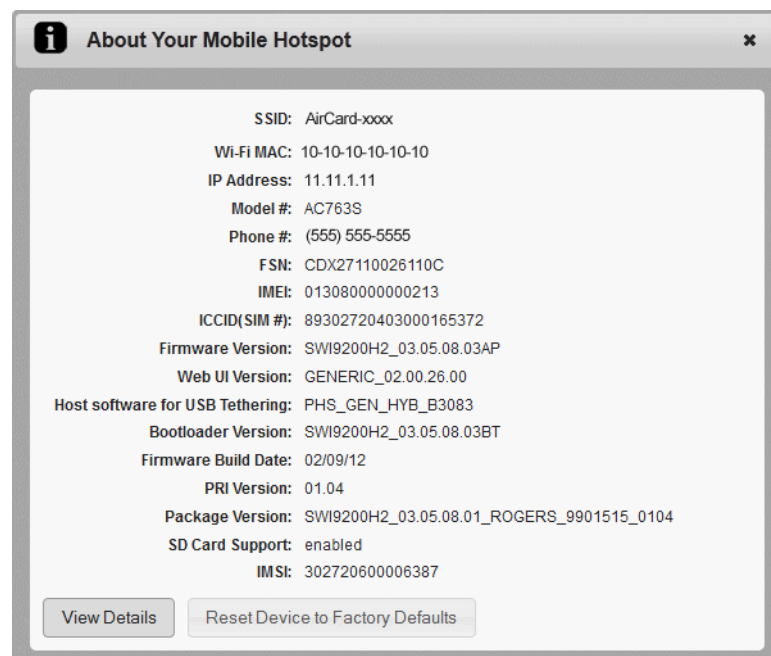 About Your Mobile Hotspot
SSID: AirCard-xxxx
Wi-Fi MAC: 10-10-10-10-10-10
IP Address: 11.11.1.11
Model #: AC763S
Phone #: (555) 555-5555
FSN: CDX27110026110C
IMEI: 013080000000213
ICCID(SIM #): 89302720403000165372
Firmware Version: SWI9200H2_03.05.08.03AP
Web UI Version: GENERIC_02.00.26.00
Host software for USB Tethering: PHS_GEN_HYB_B3083
Bootloader Version: SWI9200H2_03.05.08.03BT
Firmware Build Date: 02/09/12
PRI Version: 01.04
Package Version: SWI9200H2_03.05.08.01_ROGERS_9901515_0104
SD Card Support: enabled
IMSI: 302720600006387
View Details Reset Device to Factory Defaults